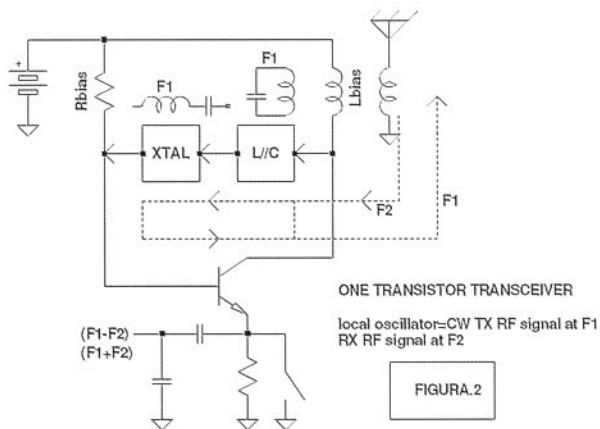 +
Rbias
F1
F1
Lbias
XTAL
L//C
F2
F1
ONE TRANSISTOR TRANSCEIVER
local oscillator=CW TX RF signal at F1
RX RF signal at F2
(F1-F2)
(F1+F2)
FIGURA.2